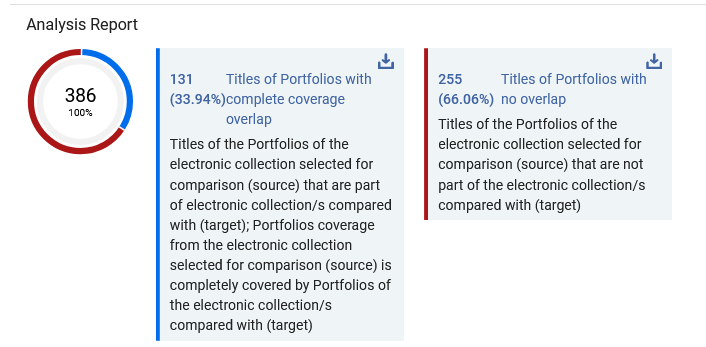 Analysis Report
386
100%
131 Titles of Portfolios with
(33.94%) complete coverage
overlap
Titles of the Portfolios of the
electronic collection selected for
comparison (source) that are part
of electronic collection/s compared
with (target); Portfolios coverage
from the electronic collection
selected for comparison (source) is
completely covered by Portfolios of
the electronic collection/s
compared with (target)
255 Titles of Portfolios with
(66.06%) no overlap
Titles of the Portfolios of the
electronic collection selected for
comparison (source) that are not
part of the electronic collection/s
compared with (target)